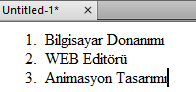 Untitled-1* ×
1. Bilgisayar Donanımı
2. WEB Editörü
3. Animasyon Tasarımı